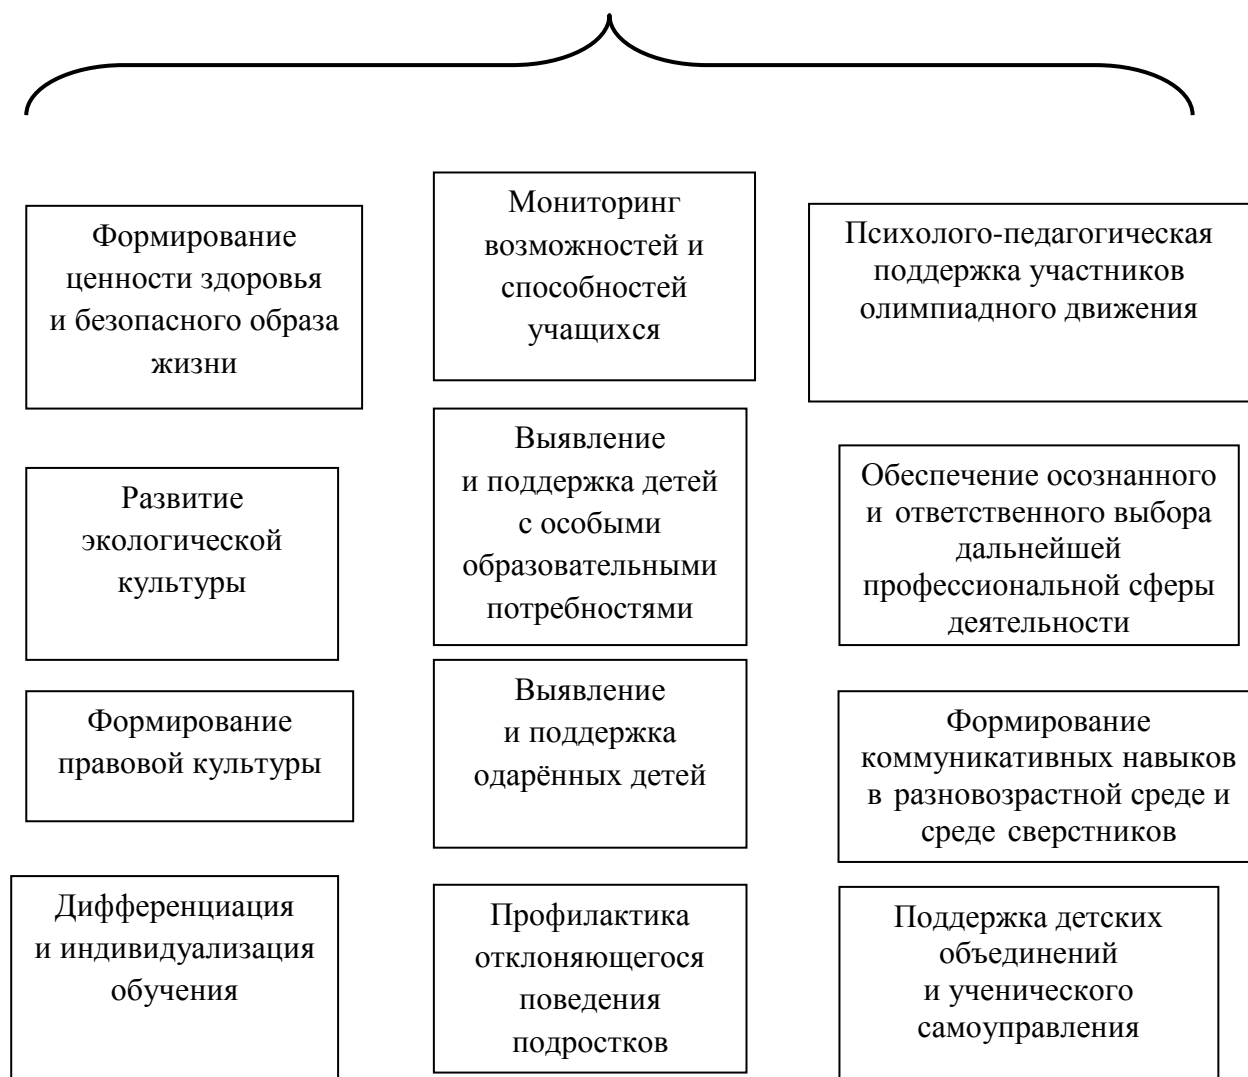 Формирование
ценности здоровья
и безопасного образа
жизни
Мониторинг
возможностей и
способностей
учащихся
Психолого-педагогическая
поддержка участников
олимпиадного движения
Развитие
экологической
культуры
Выявление
и поддержка детей
с особыми
образовательными
потребностями
Обеспечение осознанного
и ответственного выбора
дальнейшей
профессиональной сферы
деятельности
Формирование
правовой культуры
Выявление
и поддержка
одарённых детей
Формирование
коммуникативных навыков
в разновозрастной среде и
среде сверстников
Дифференциация
и индивидуализация
обучения
Профилактика
отклоняющегося
поведения
подростков
Поддержка детских
объединений
и ученического
самоуправления